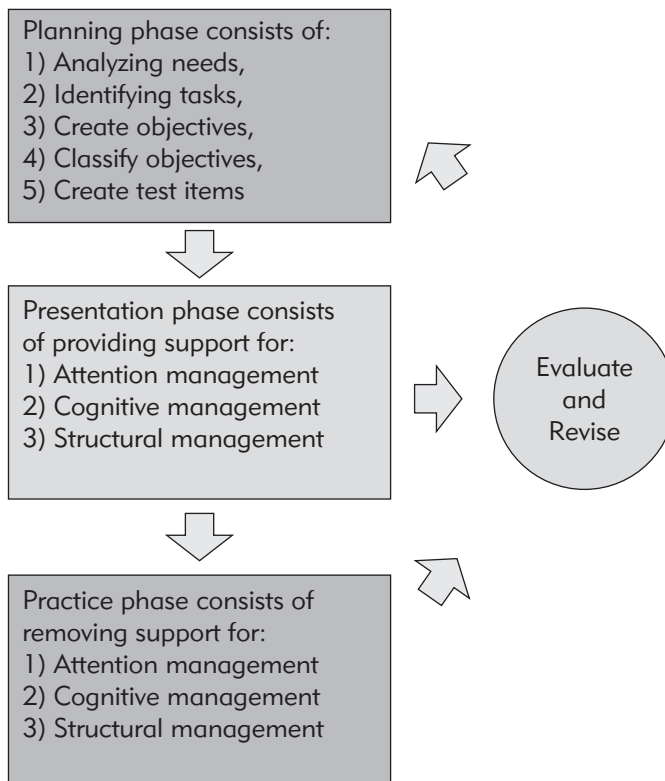 Planning phase consists of:
1) Analyzing needs,
2) Identifying tasks,
3) Create objectives,
4) Classify objectives,
5) Create test items
Presentation phase consists
of providing support for:
1) Attention management
2) Cognitive management
3) Structural management
Evaluate
and
Revise
Practice phase consists of
removing support for:
1) Attention management
2) Cognitive management
3) Structural management